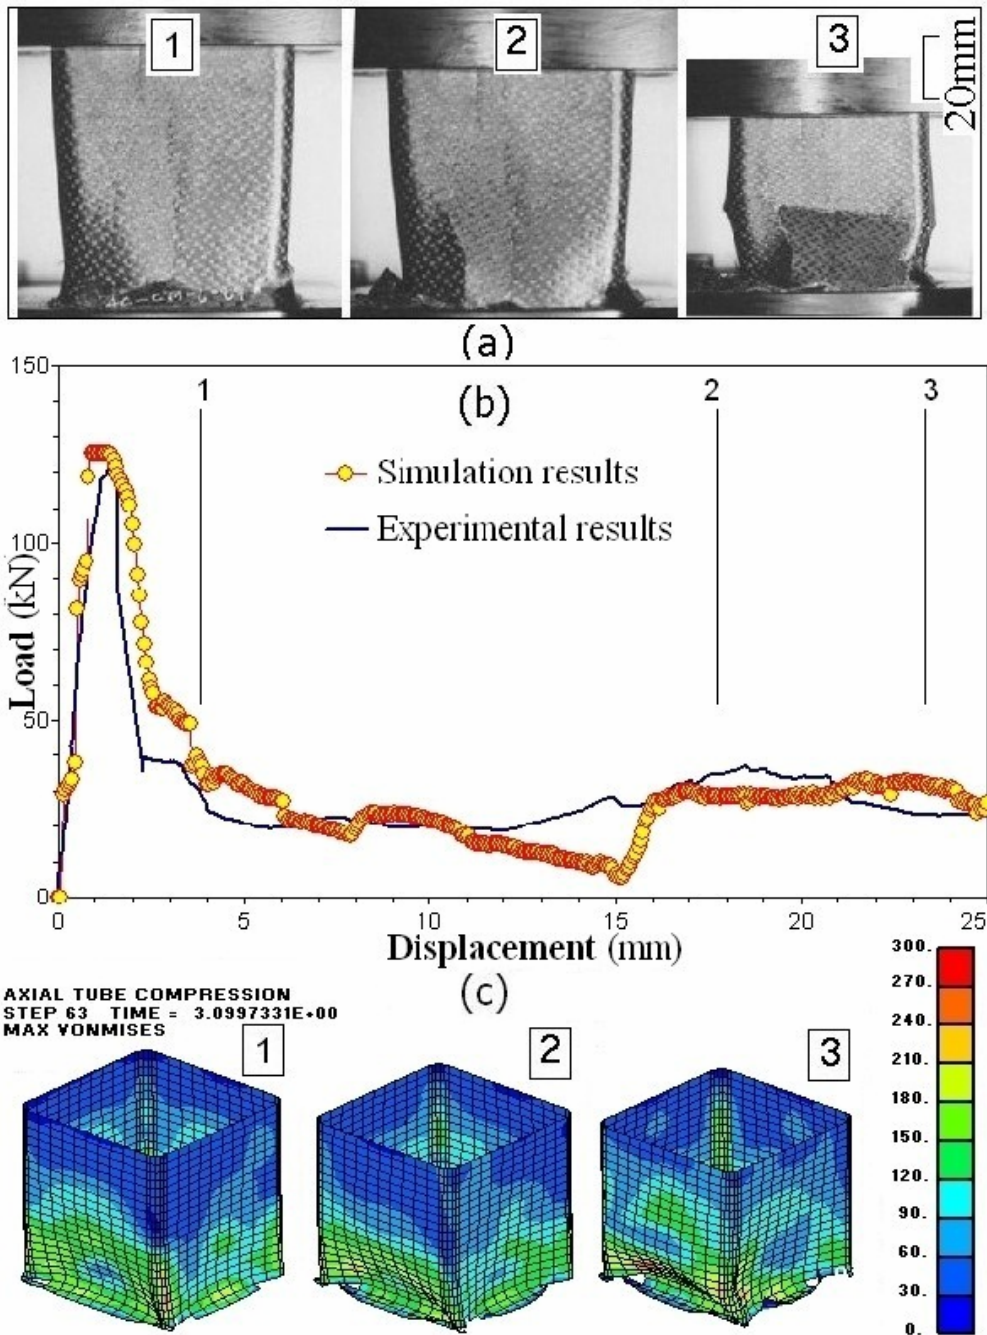 1
2
3
20mm
(a)
150
100
50
0
Load (kN)
1
(b)
2
3
Simulation results
Experimental results
0
5
10
15
20
25
Displacement (mm)
(c)
AXIAL TUBE COMPRESSION
STEP 63 TIME = 3.0997331E+00
MAX VONMISES
1
2
3
300.
270.
240.
210.
180.
150.
120.
90.
60.
30.
0.